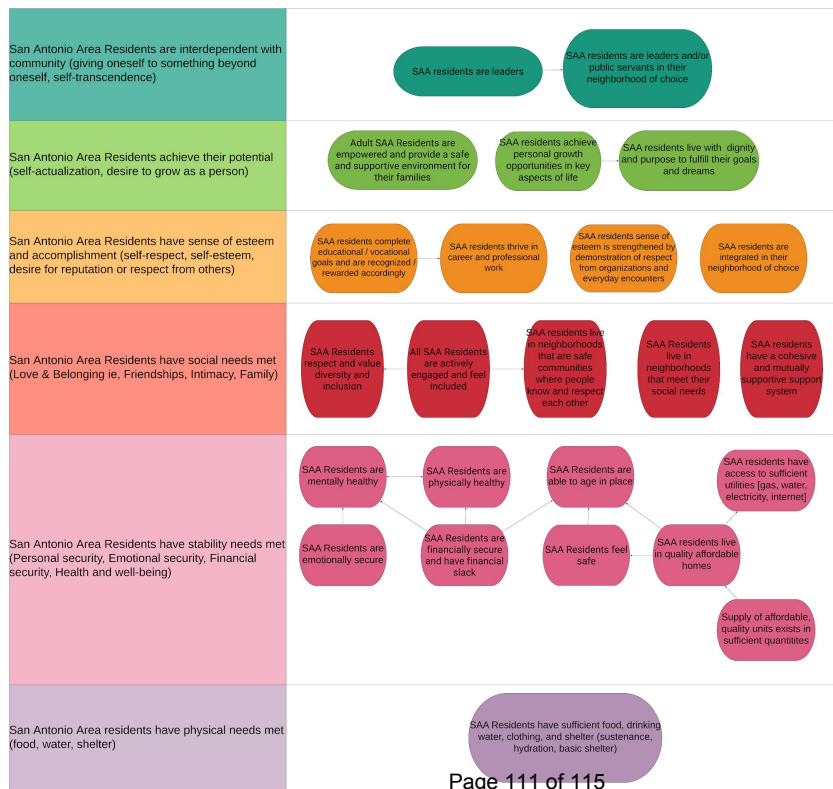 San Antonio Area Residents are interdependent with
community (giving oneself to something beyond
oneself, self-transcendence)
SAA residents are leaders
SAA residents are leaders and/or
public servants in their
neighborhood of choice
San Antonio Area Residents achieve their potential
(self-actualization, desire to grow as a person)
Adult SAA Residents are
empowered and provide a safe
and supportive environment for
their families
SAA residents achieve
personal growth
opportunities in key
aspects of life
SAA residents live with dignity
and purpose to fulfill their goals
and dreams
San Antonio Area Residents have sense of esteem
and accomplishment (self-respect, self-esteem,
desire for reputation or respect from others)
SAA residents complete
educational / vocational
goals and are recognized /
rewarded accordingly
SAA residents thrive in
career and professional
work
SAA residents sense of
esteem is strengthened by
demonstration of respect
from organizations and
everyday encounters
SAA residents are
integrated in their
neighborhood of choice
San Antonio Area Residents have social needs met
(Love & Belonging ie, Friendships, Intimacy, Family)
SAA Residents
respect and value
diversity and
inclusion
All SAA Residents
are actively
engaged and feel
included
SAA residents live
in neighborhoods
that are safe
communities
where people
know and respect
each other
SAA Residents
live in
neighborhoods
that meet their
social needs
SAA residents
have a cohesive
and mutually
supportive support
system
San Antonio Area Residents have stability needs met
(Personal security, Emotional security, Financial
security, Health and well-being)
SAA Residents are
mentally healthy
SAA Residents are
physically healthy
SAA Residents are
able to age in place
SAA residents have
access to sufficient
utilities [gas, water,
electricity, internet]
SAA Residents are
emotionally secure
SAA Residents are
financially secure
and have financial
slack
SAA Residents feel
safe
SAA residents live
in quality affordable
homes
Supply of affordable,
quality units exists in
sufficient quantitites
San Antonio Area residents have physical needs met
(food, water, shelter)
SAA Residents have sufficient food, drinking
water, clothing, and shelter (sustenance,
hydration, basic shelter)
Page 111 of 115